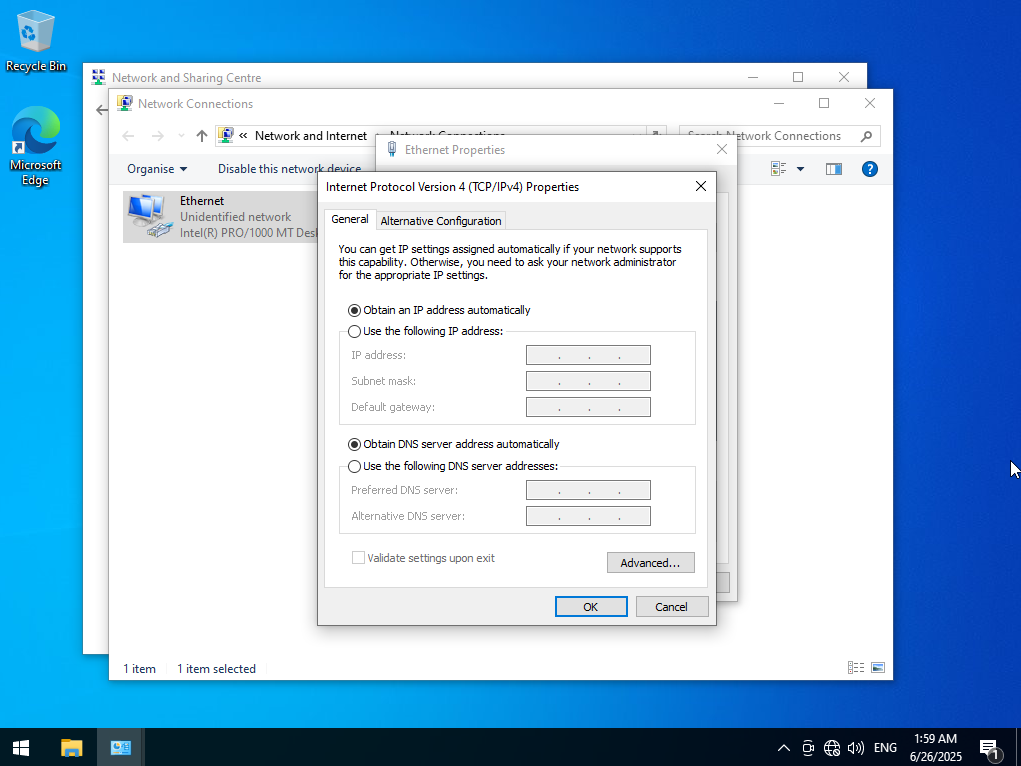 Recycle Bin
Microsoft
Edge
Network and Sharing Centre
Network Connections
« Network and Internet
Network Connections
Search Network Connections
Organise
Disable this network device
Ethernet
Unidentified network
Intel(R) PRO/1000 MT Des
Ethernet Properties
Internet Protocol Version 4 (TCP/IPv4) Properties
General
Alternative Configuration
You can get IP settings assigned automatically if your network supports
this capability. Otherwise, you need to ask your network administrator
for the appropriate IP settings.
Obtain an IP address automatically
Use the following IP address:
IP address:
Subnet mask:
Default gateway:
Obtain DNS server address automatically
Use the following DNS server addresses:
Preferred DNS server:
Alternative DNS server:
Validate settings upon exit
Advanced...
OK
Cancel
1 item
1 item selected
ENG
1:59 AM
6/26/2025
1